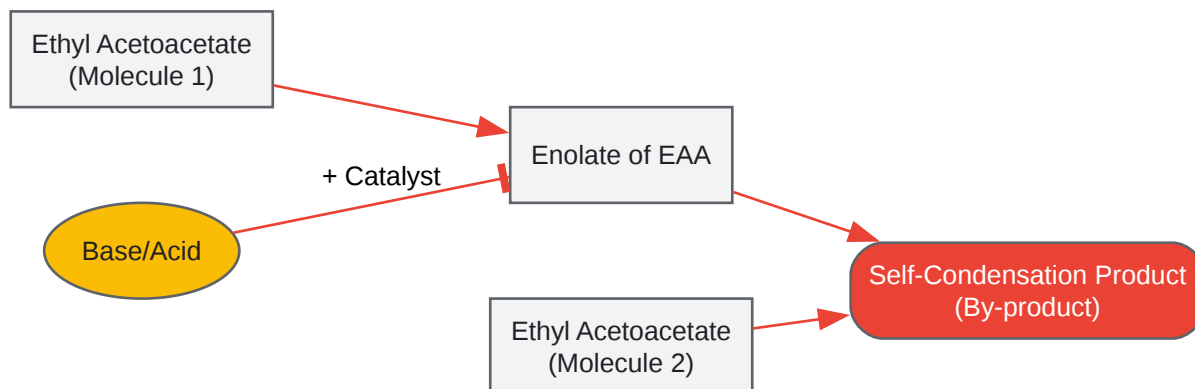 Ethyl Acetoacetate
(Molecule 1)
Enolate of EAA
+ Catalyst
Base/Acid
Self-Condensation Product
(By-product)
Ethyl Acetoacetate
(Molecule 2)